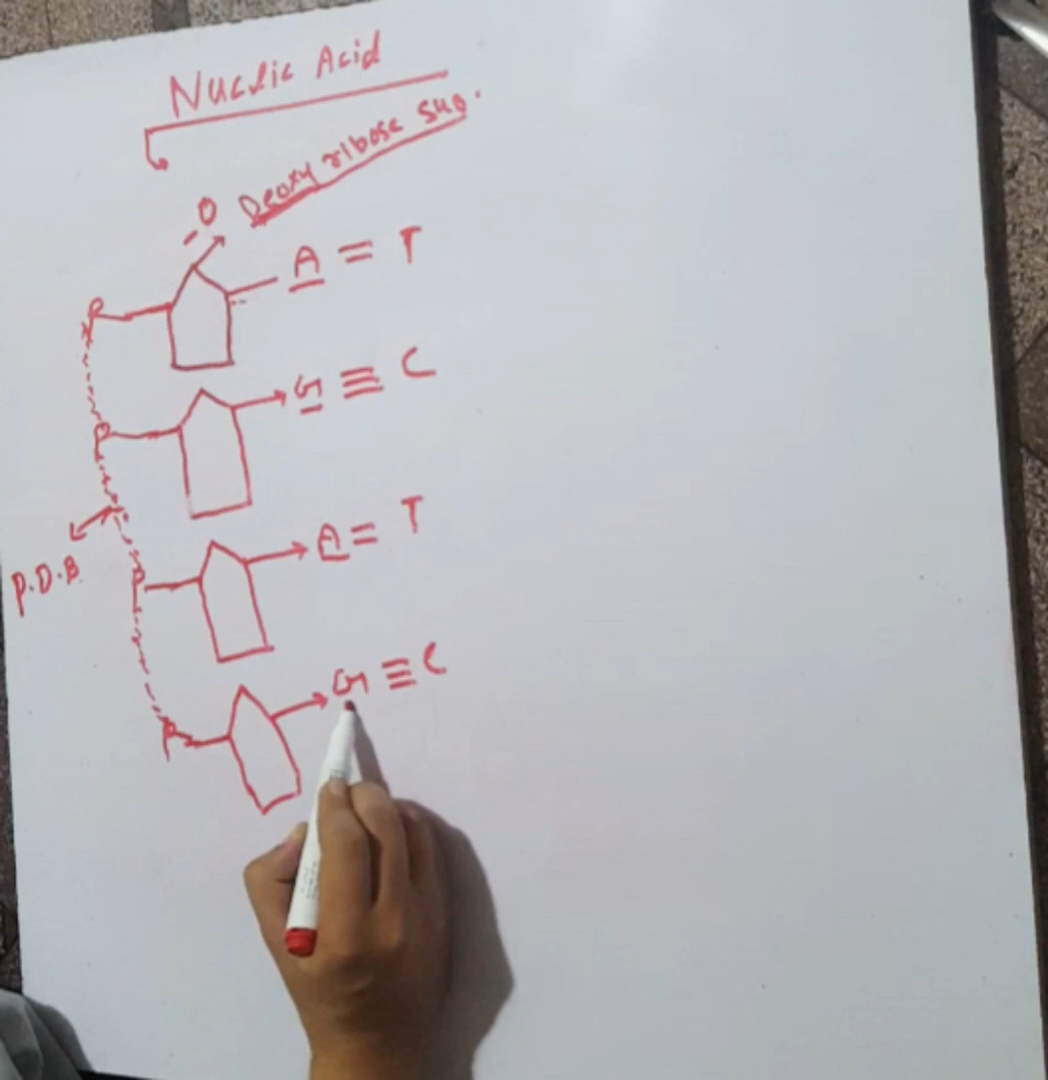 Nucleic Acid
Deoxy ribose sug.
O
P A = T
P G ≡ C
P.D.B.
P A = T
P G ≡ C